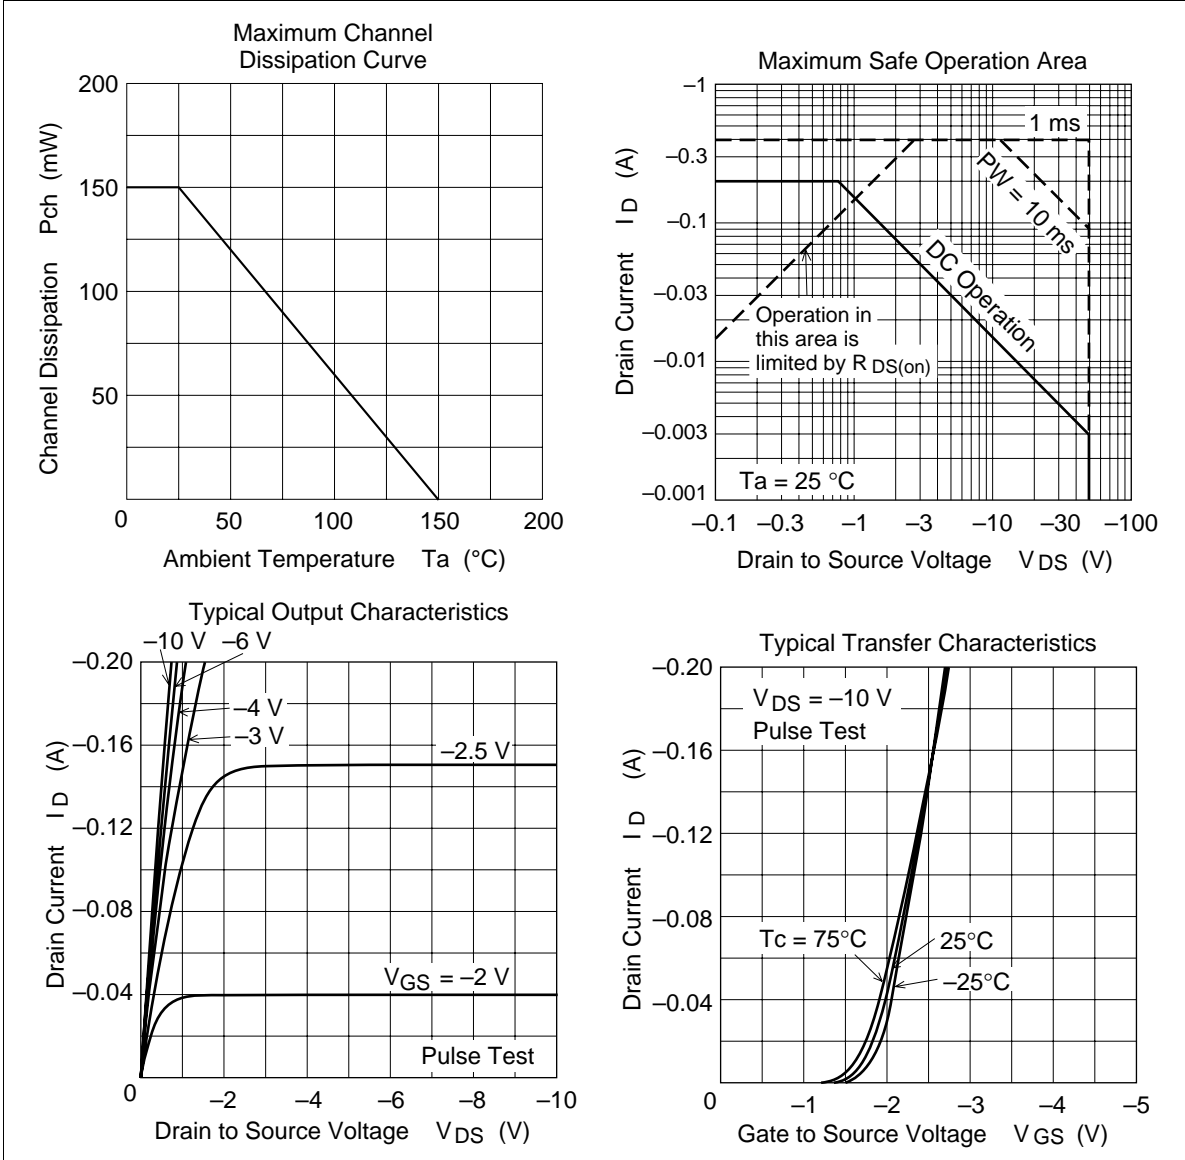 Maximum Channel
Dissipation Curve
200
150
100
50
0
50
100
150
200
Channel Dissipation Pch (mW)
Ambient Temperature Ta (°C)
Maximum Safe Operation Area
–1
–0.3
–0.1
–0.03
–0.01
–0.003
–0.001
Drain Current I D (A)
1 ms
PW = 10 ms
DC Operation
Operation in
this area is
limited by R DS(on)
Ta = 25 °C
–0.1 –0.3 –1 –3 –10 –30 –100
Drain to Source Voltage V DS (V)
Typical Output Characteristics
–10 V –6 V
–0.20
–4 V
–3 V
–0.16
–2.5 V
–0.12
–0.08
VGS = –2 V
–0.04
Pulse Test
Drain Current I D (A)
0 –2 –4 –6 –8 –10
Drain to Source Voltage V DS (V)
Typical Transfer Characteristics
–0.20
V DS = –10 V
Pulse Test
–0.16
–0.12
–0.08
Tc = 75°C
25°C
–25°C
–0.04
Drain Current I D (A)
0 –1 –2 –3 –4 –5
Gate to Source Voltage V GS (V)